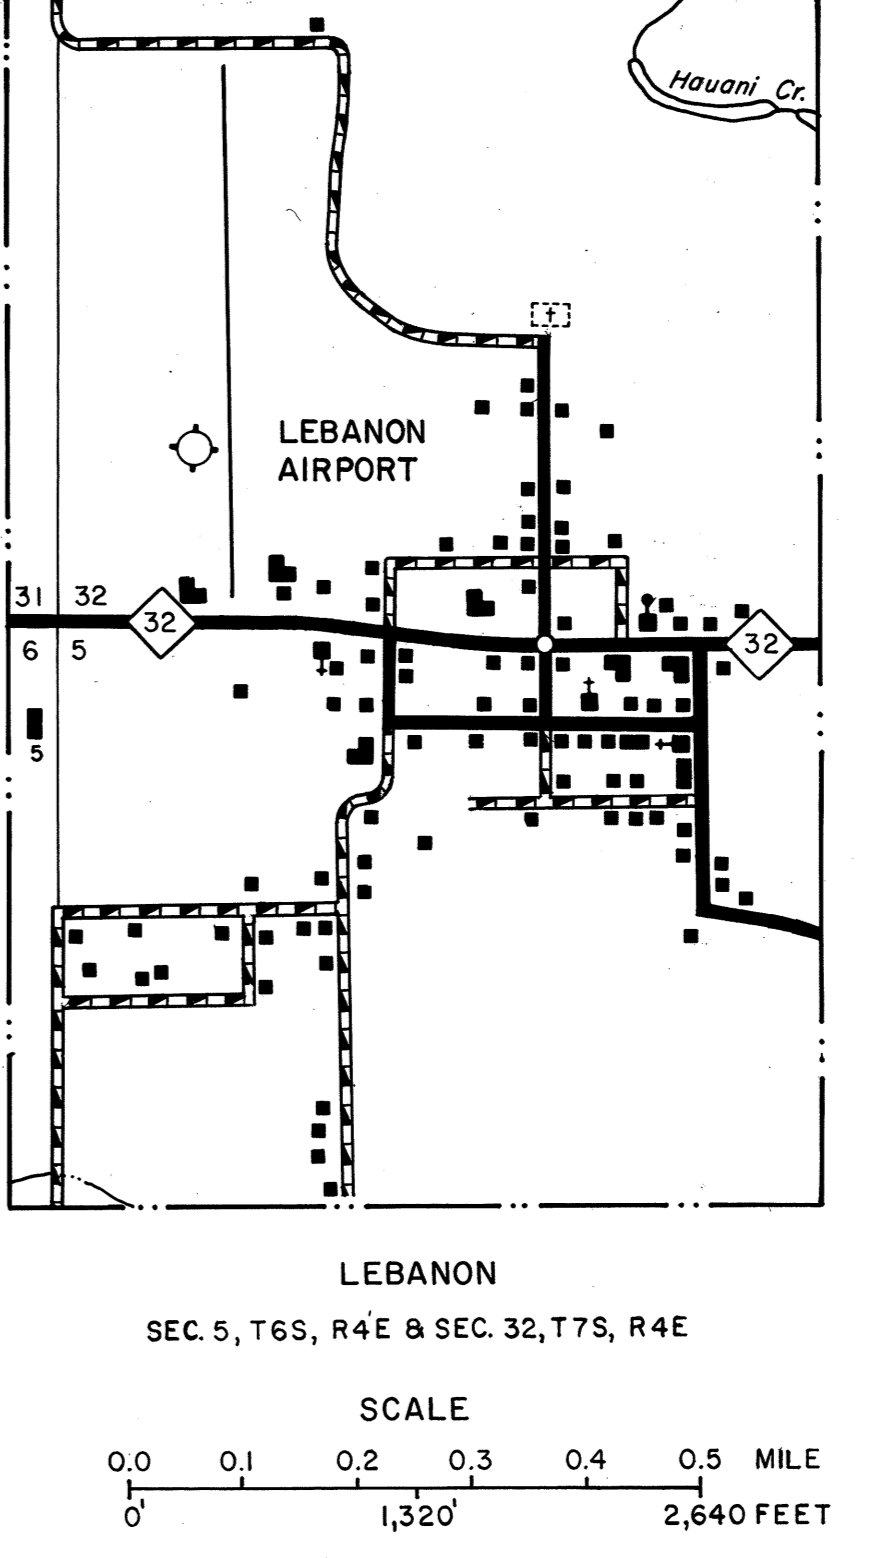 Hauani Cr.
LEBANON
AIRPORT
31 32
32
6 5
32
5
LEBANON
SEC. 5, T6S, R4'E & SEC. 32, T7S, R4E
SCALE
0.0 0.1 0.2 0.3 0.4 0.5 MILE
0' 1,320' 2,640 FEET